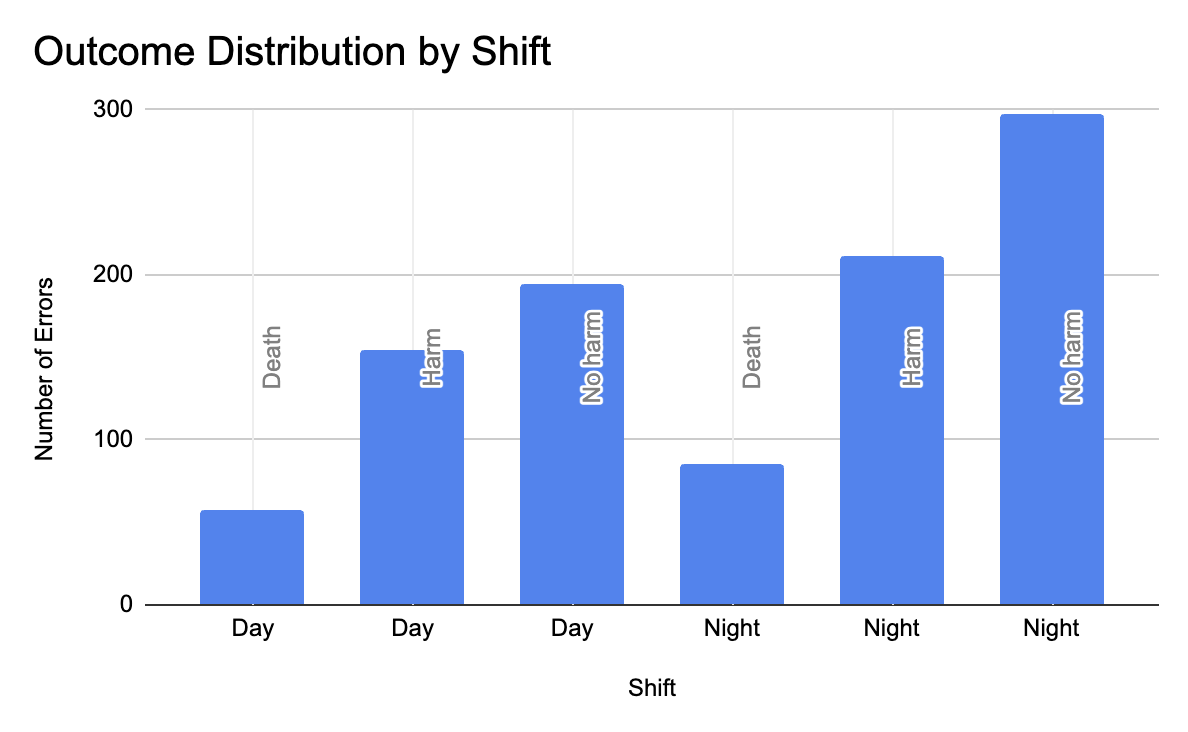 Outcome Distribution by Shift
300
200
100
0
Number of Errors
Death
Harm
No harm
Death
Harm
No harm
Day
Day
Day
Night
Night
Night
Shift